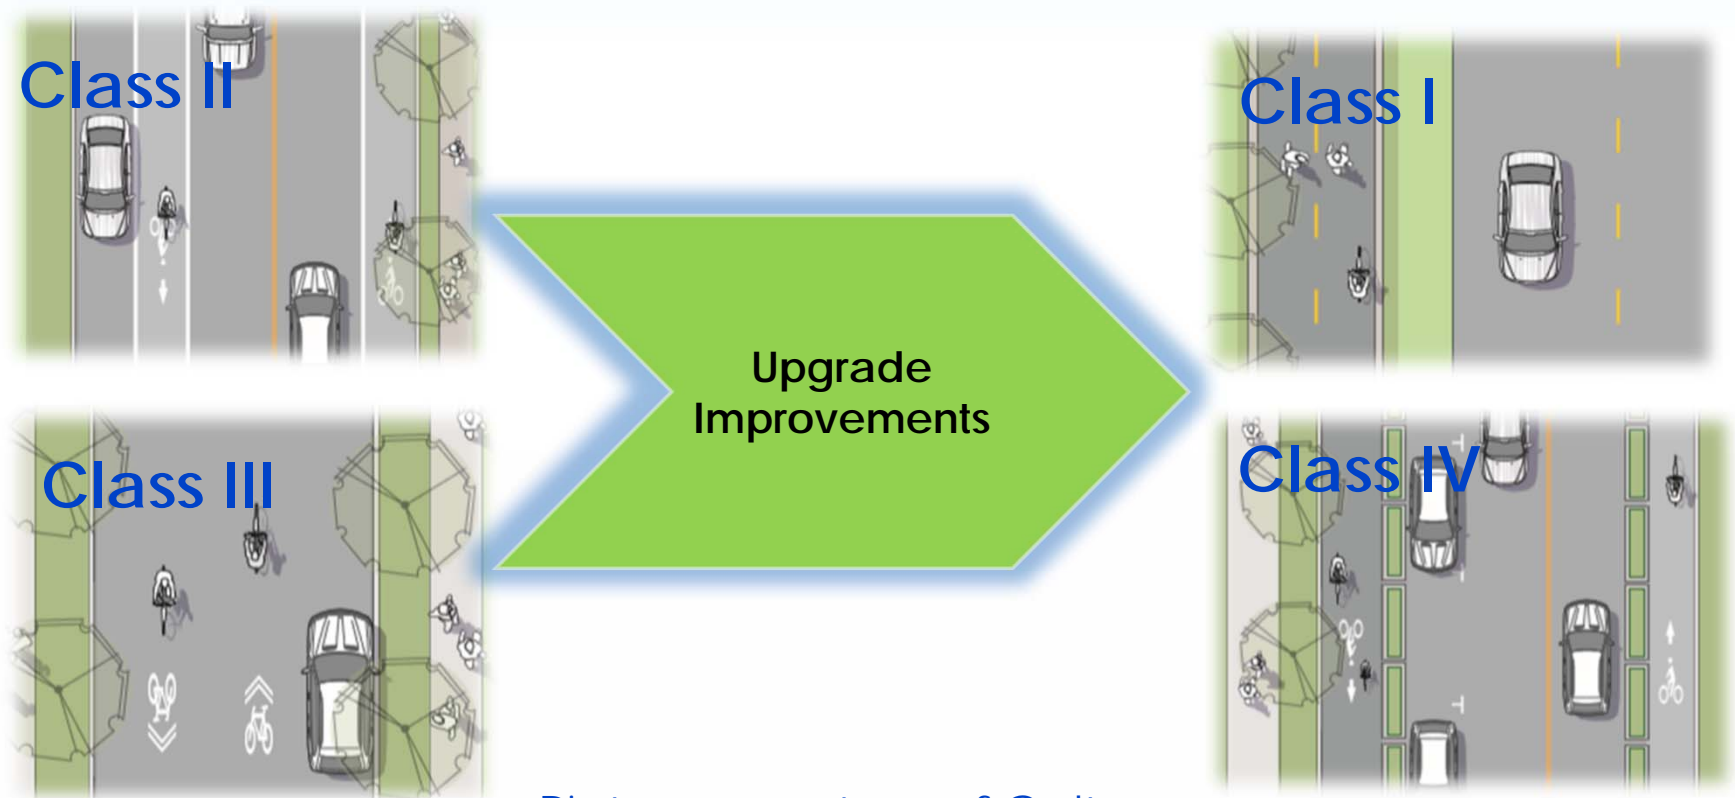 Class II
Class I
Upgrade
Improvements
Class III
Class IV